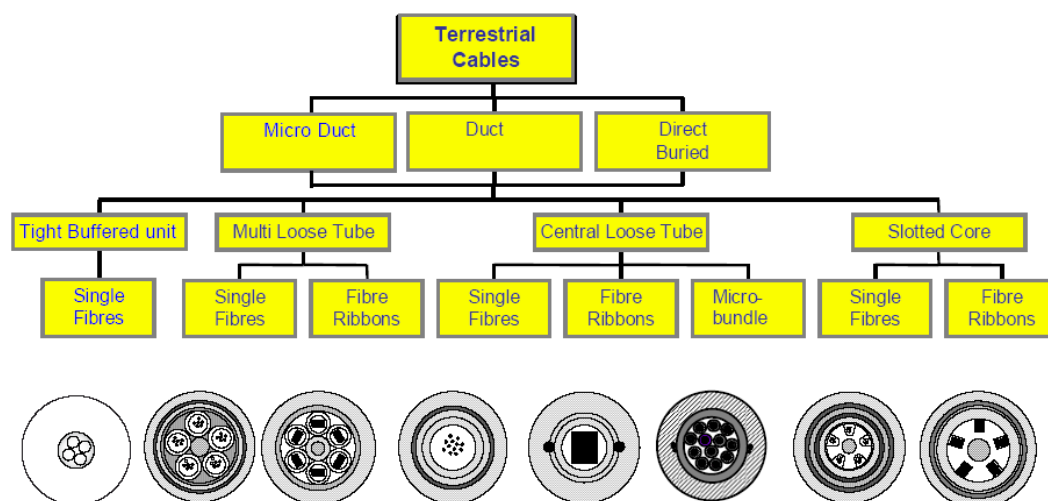 Terrestrial
Cables
Micro Duct
Duct
Direct
Buried
Tight Buffered unit
Multi Loose Tube
Central Loose Tube
Slotted Core
Single
Fibres
Single
Fibres
Fibre
Ribbons
Single
Fibres
Fibre
Ribbons
Micro-
bundle
Single
Fibres
Fibre
Ribbons